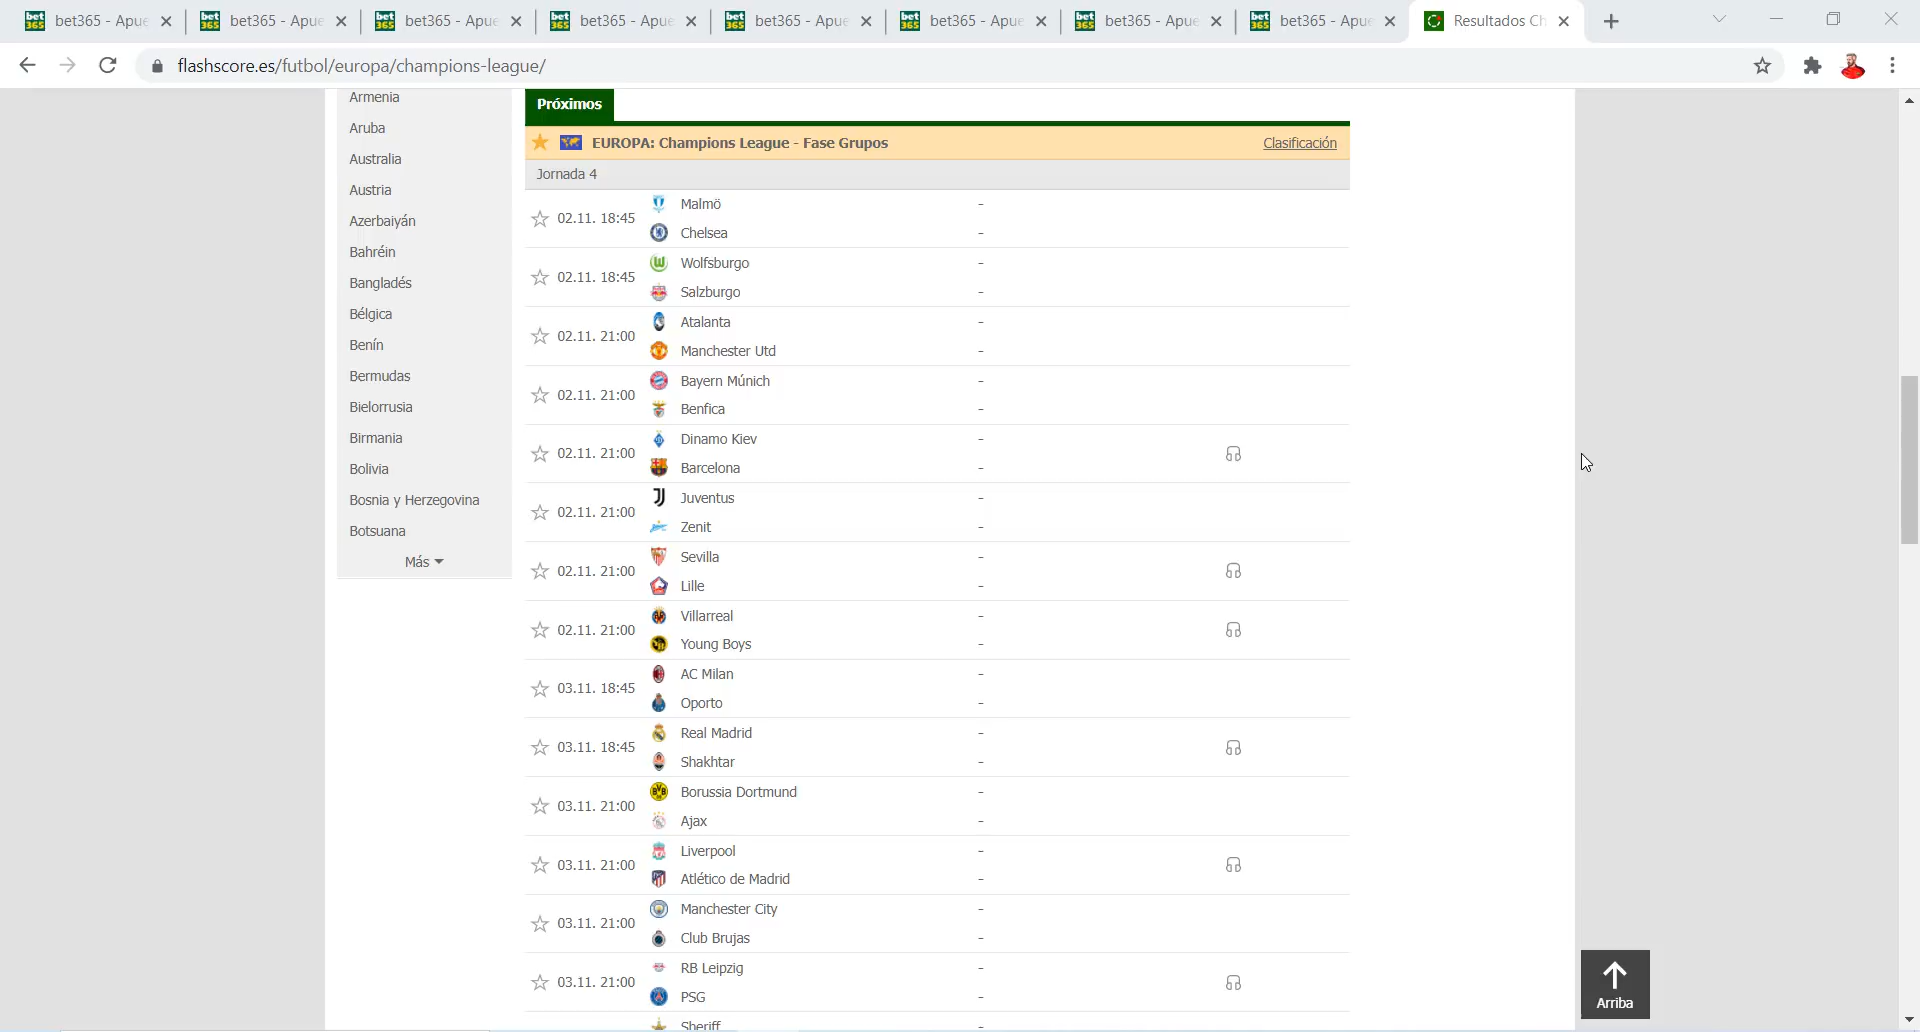 bet365 - Apue
bet365 - Apue
bet365 - Apue
bet365 - Apue
bet365 - Apue
bet365 - Apue
bet365 - Apue
bet365 - Apue
Resultados Ch
flashscore.es/futbol/europa/champions-league/
Armenia
Aruba
Australia
Austria
Azerbaiyán
Bahréin
Bangladés
Bélgica
Benín
Bermudas
Bielorrusia
Birmania
Bolivia
Bosnia y Herzegovina
Botsuana
Más
Próximos
EUROPA: Champions League - Fase Grupos Clasificación
Jornada 4
02.11. 18:45
Malmö -
Chelsea -
02.11. 18:45
Wolfsburgo -
Salzburgo -
02.11. 21:00
Atalanta -
Manchester Utd -
02.11. 21:00
Bayern Múnich -
Benfica -
02.11. 21:00
Dinamo Kiev -
Barcelona -
02.11. 21:00
Juventus -
Zenit -
02.11. 21:00
Sevilla -
Lille -
02.11. 21:00
Villarreal -
Young Boys -
03.11. 18:45
AC Milan -
Oporto -
03.11. 18:45
Real Madrid -
Shakhtar -
03.11. 21:00
Borussia Dortmund -
Ajax -
03.11. 21:00
Liverpool -
Atlético de Madrid -
03.11. 21:00
Manchester City -
Club Brujas -
03.11. 21:00
RB Leipzig -
PSG -
Sheriff -
Arriba